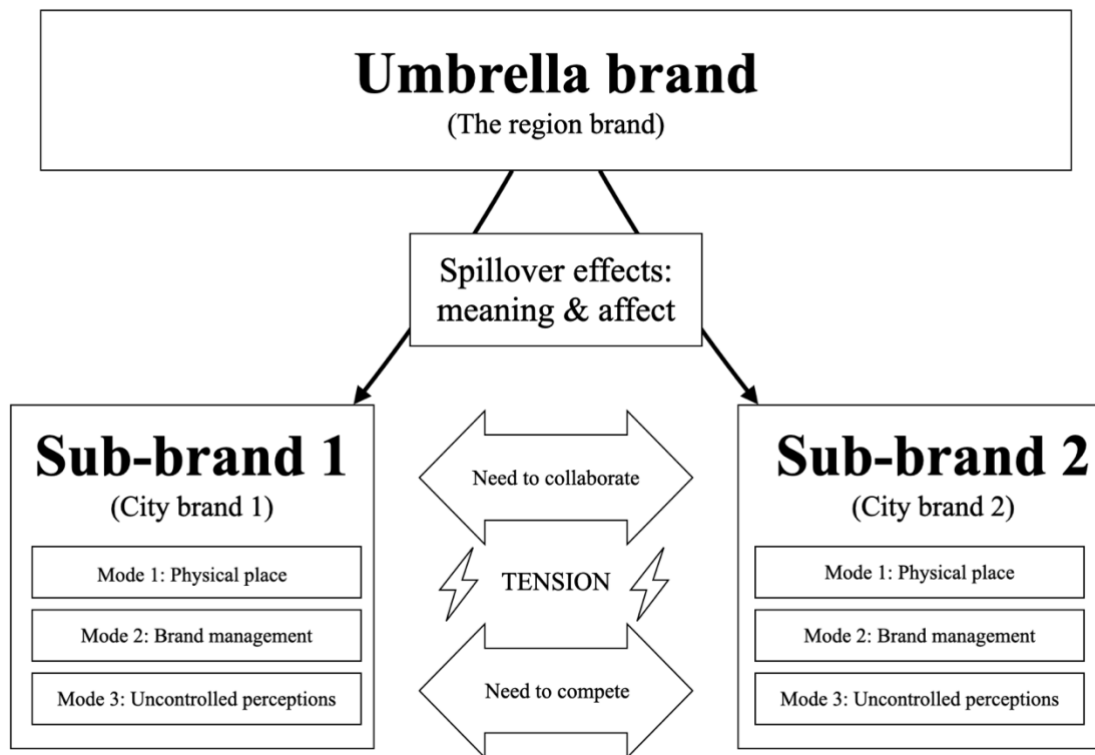 Umbrella brand
(The region brand)
Spillover effects:
meaning & affect
Sub-brand 1
(City brand 1)
Mode 1: Physical place
Mode 2: Brand management
Mode 3: Uncontrolled perceptions
Need to collaborate
TENSION
Need to compete
Sub-brand 2
(City brand 2)
Mode 1: Physical place
Mode 2: Brand management
Mode 3: Uncontrolled perceptions